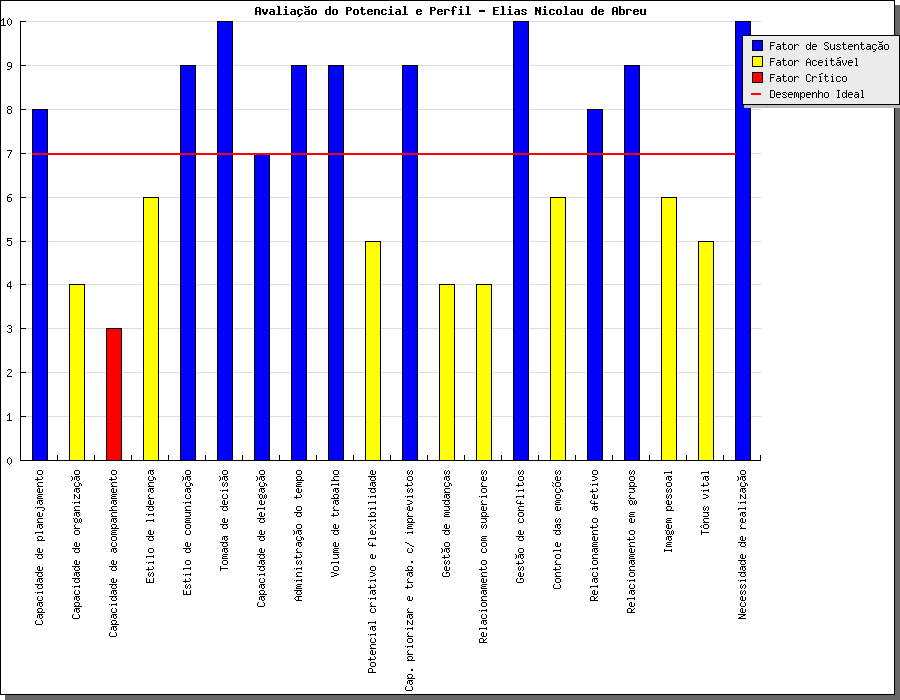 Avaliação do Potencial e Perfil - Elias Nicolau de Abreu
Fator de Sustentação
Fator Aceitável
Fator Crítico
Desempenho Ideal
10
9
8
7
6
5
4
3
2
1
0
Capacidade de planejamento
Capacidade de organização
Capacidade de acompanhamento
Estilo de liderança
Estilo de comunicação
Tomada de decisão
Capacidade de delegação
Administração do tempo
Volume de trabalho
Potencial criativo e flexibilidade
Cap. priorizar e trab. c/ imprevistos
Gestão de mudanças
Relacionamento com superiores
Gestão de conflitos
Controle das emoções
Relacionamento afetivo
Relacionamento em grupos
Imagem pessoal
Tônus vital
Necessidade de realização